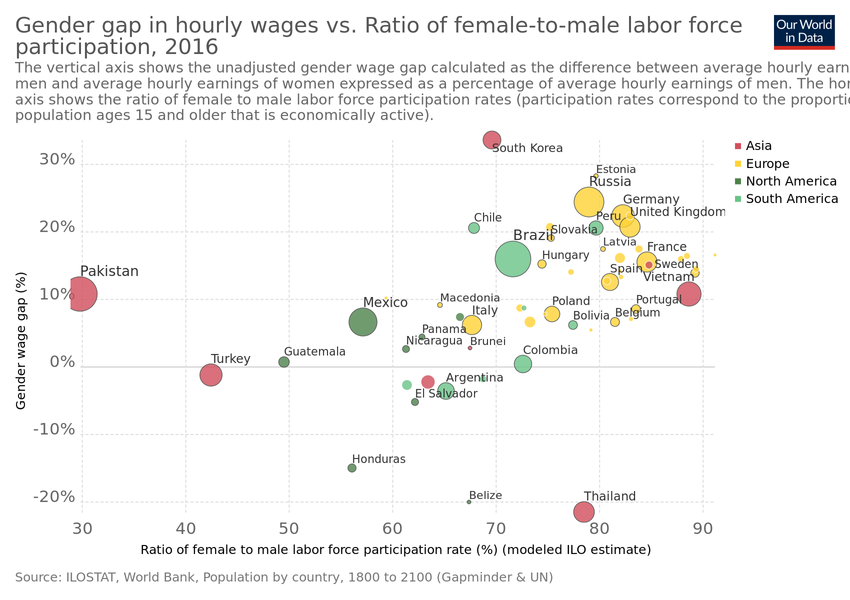 Gender gap in hourly wages vs. Ratio of female-to-male labor force
participation, 2016
Our World
in Data
The vertical axis shows the unadjusted gender wage gap calculated as the difference between average hourly earn
men and average hourly earnings of women expressed as a percentage of average hourly earnings of men. The hor
axis shows the ratio of female to male labor force participation rates (participation rates correspond to the proportio
population ages 15 and older that is economically active).
Asia
Europe
North America
South America
30%
20%
10%
0%
-10%
-20%
Gender wage gap (%)
South Korea
Estonia
Russia
Germany
United Kingdom
Peru
Chile
Slovakia
Brazil
Latvia
France
Hungary
Sweden
Spain
Vietnam
Pakistan
Mexico
Macedonia
Italy
Poland
Portugal
Bolivia
Belgium
Panama
Nicaragua
Brunei
Guatemala
Turkey
Colombia
Argentina
El Salvador
Honduras
Belize
Thailand
30
40
50
60
70
80
90
Ratio of female to male labor force participation rate (%) (modeled ILO estimate)
Source: ILOSTAT, World Bank, Population by country, 1800 to 2100 (Gapminder & UN)